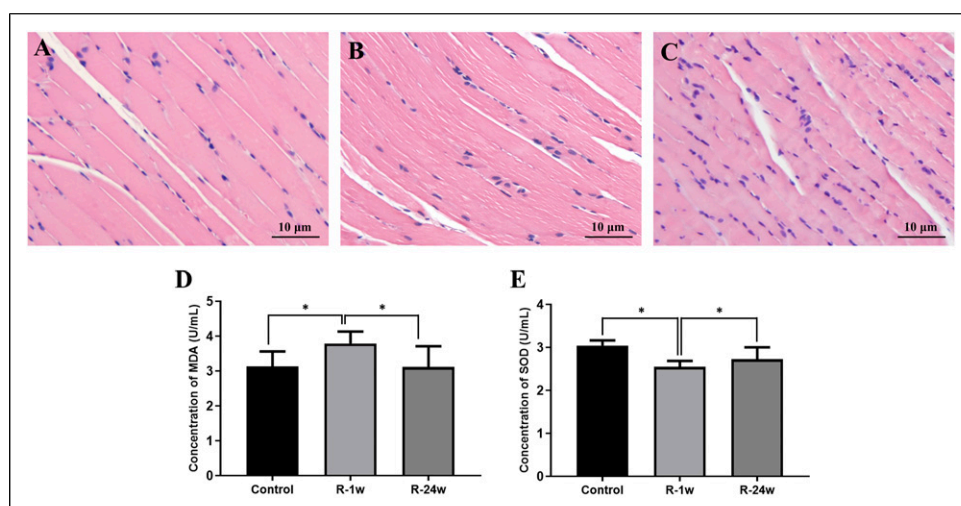 A
B
C
10 μm
10 μm
10 μm
D
E
Concentration of MDA (U/mL)
5
4
3
2
1
0
*
*
Control
R-1w
R-24w
Concentration of SOD (U/mL)
4
3
2
1
0
*
*
Control
R-1w
R-24w